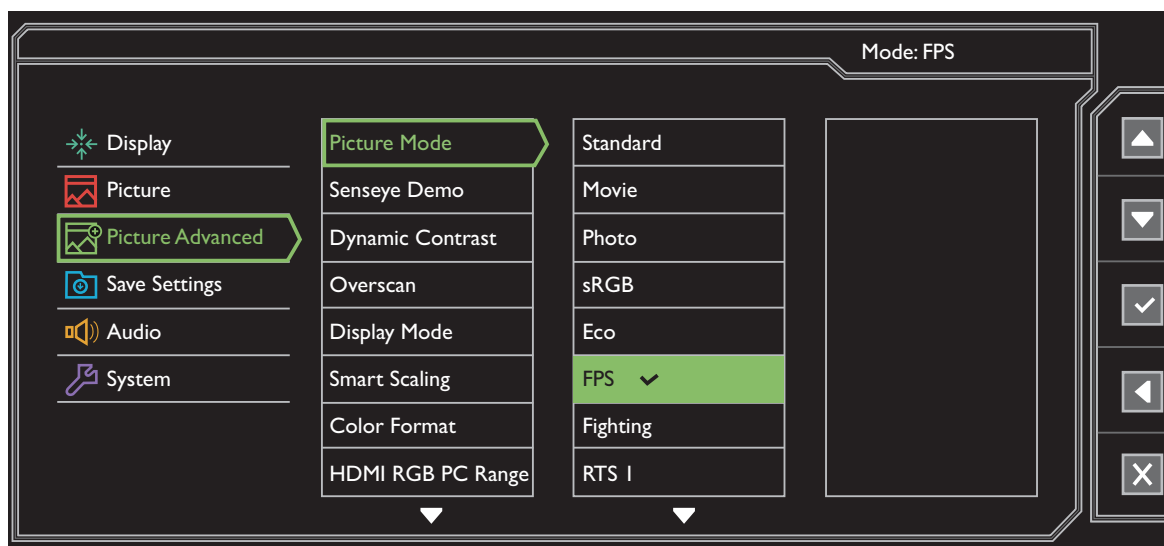 Mode: FPS
Display
Picture
Picture Advanced
Save Settings
Audio
System
Picture Mode
Senseye Demo
Dynamic Contrast
Overscan
Display Mode
Smart Scaling
Color Format
HDMI RGB PC Range
Standard
Movie
Photo
sRGB
Eco
FPS
Fighting
RTS 1